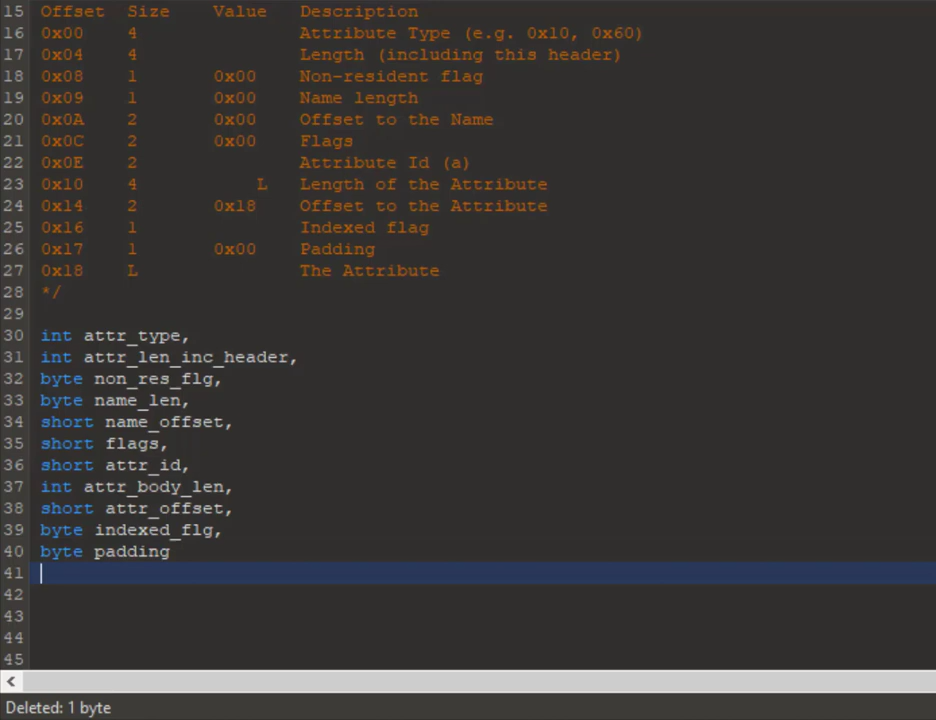 15 Offset Size Value Description
16 0x00 4 Attribute Type (e.g. 0x10, 0x60)
17 0x04 4 Length (including this header)
18 0x08 1 0x00 Non-resident flag
19 0x09 1 0x00 Name length
20 0x0A 2 0x00 Offset to the Name
21 0x0C 2 0x00 Flags
22 0x0E 2 Attribute Id (a)
23 0x10 4 L Length of the Attribute
24 0x14 2 0x18 Offset to the Attribute
25 0x16 1 Indexed flag
26 0x17 1 0x00 Padding
27 0x18 L The Attribute
28 */
29
30 int attr_type,
31 int attr_len_inc_header,
32 byte non_res_flg,
33 byte name_len,
34 short name_offset,
35 short flags,
36 short attr_id,
37 int attr_body_len,
38 short attr_offset,
39 byte indexed_flg,
40 byte padding
41
42
43
44
45
Deleted: 1 byte